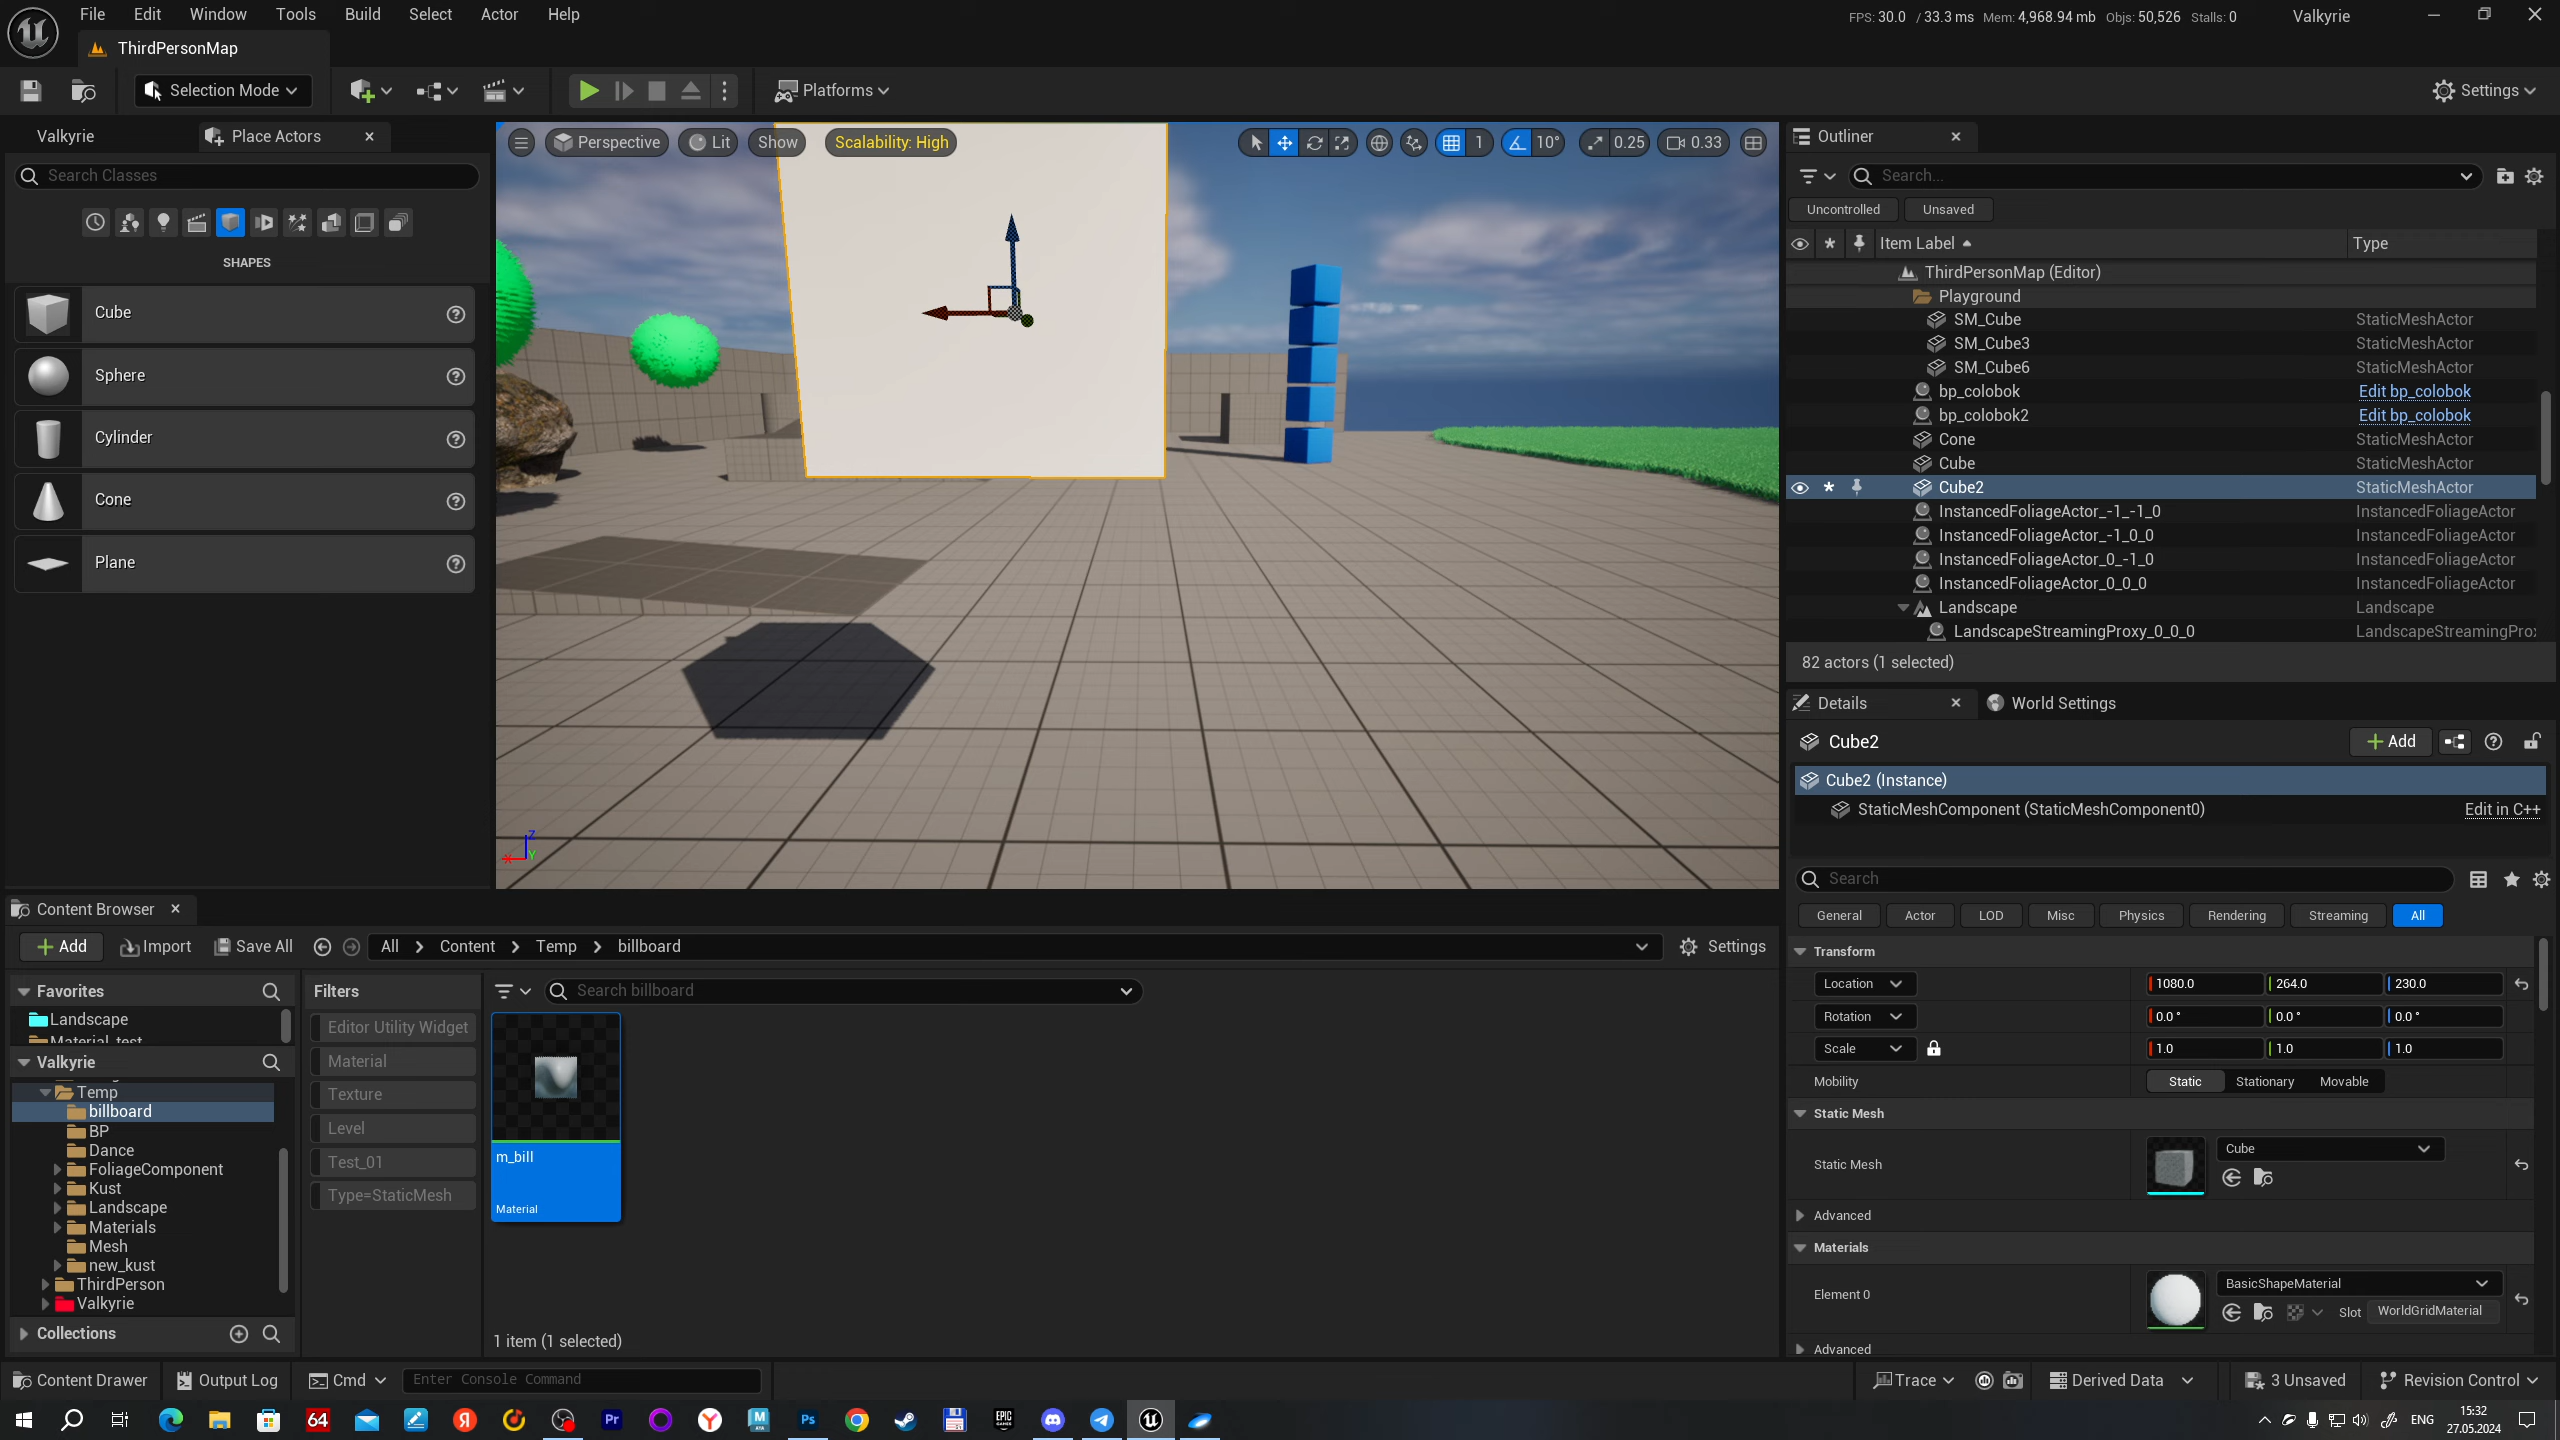 File Edit Window Tools Build Select Actor Help
FPS: 30.0 / 33.3 ms Mem: 4,968.94 mb Objs: 50,526 Stalls: 0 Valkyrie
ThirdPersonMap
Selection Mode
Platforms
Settings
Valkyrie Place Actors
Search Classes
SHAPES
Cube
Sphere
Cylinder
Cone
Plane
Perspective Lit Show Scalability: High
1 10° 0.25 0.33
Z
X
Y
Outliner
Search...
Uncontrolled Unsaved
Item Label Type
ThirdPersonMap (Editor)
Playground
SM_Cube StaticMeshActor
SM_Cube3 StaticMeshActor
SM_Cube6 StaticMeshActor
bp_colobok Edit bp_colobok
bp_colobok2 Edit bp_colobok
Cone StaticMeshActor
Cube StaticMeshActor
Cube2 StaticMeshActor
InstancedFoliageActor_-1_-1_0 InstancedFoliageActor
InstancedFoliageActor_-1_0_0 InstancedFoliageActor
InstancedFoliageActor_0_-1_0 InstancedFoliageActor
InstancedFoliageActor_0_0_0 InstancedFoliageActor
Landscape Landscape
LandscapeStreamingProxy_0_0_0 LandscapeStreamingProx
82 actors (1 selected)
Details World Settings
Cube2 Add
Cube2 (Instance)
StaticMeshComponent (StaticMeshComponent0) Edit in C++
Search
General Actor LOD Misc Physics Rendering Streaming All
Transform
Location 1080.0 264.0 230.0
Rotation 0.0 ° 0.0 ° 0.0 °
Scale 1.0 1.0 1.0
Mobility Static Stationary Movable
Static Mesh
Static Mesh Cube
Advanced
Materials
Element 0 BasicShapeMaterial
Slot WorldGridMaterial
Advanced
Content Browser
Add Import Save All All Content Temp billboard Settings
Favorites
Landscape
Material_test
Valkyrie
Temp
billboard
BP
Dance
FoliageComponent
Kust
Landscape
Materials
Mesh
new_kust
ThirdPerson
Valkyrie
Collections
Filters
Editor Utility Widget
Material
Texture
Level
Test_01
Type=StaticMesh
Search billboard
m_bill
Material
1 item (1 selected)
Content Drawer Output Log Cmd Enter Console Command Trace Derived Data 3 Unsaved Revision Control
64 Я Pr Y M Ps EPIC GAMES ENG
15:32
27.05.2024